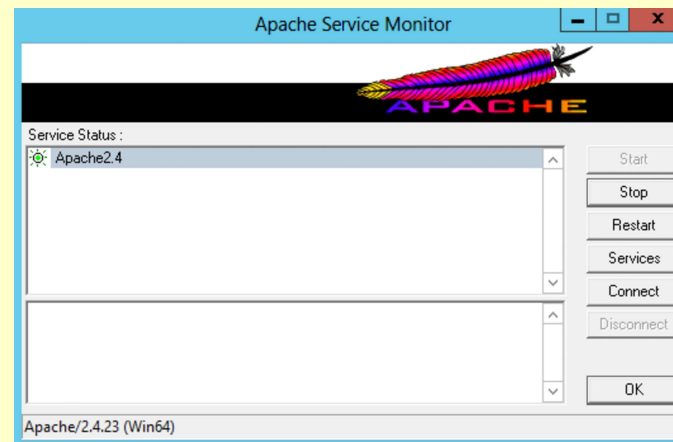 Apache Service Monitor
APACHE
Service Status :
Apache2.4
Start
Stop
Restart
Services
Connect
Disconnect
OK
Apache/2.4.23 (Win64)